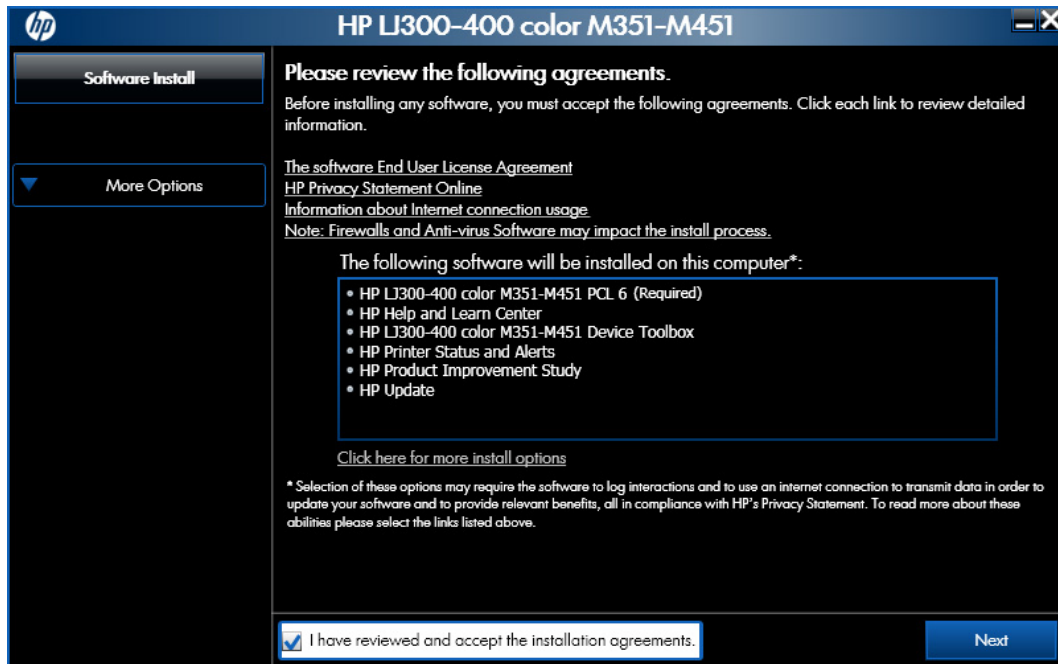 hp
HP LJ300-400 color M351-M451
Software Install
More Options
Please review the following agreements.
Before installing any software, you must accept the following agreements. Click each link to review detailed
information.
The software End User License Agreement
HP Privacy Statement Online
Information about Internet connection usage
Note: Firewalls and Anti-virus Software may impact the install process.
The following software will be installed on this computer*:
• HP LJ300-400 color M351-M451 PCL 6 (Required)
• HP Help and Learn Center
• HP LJ300-400 color M351-M451 Device Toolbox
• HP Printer Status and Alerts
• HP Product Improvement Study
• HP Update
Click here for more install options
* Selection of these options may require the software to log interactions and to use an internet connection to transmit data in order to
update your software and to provide relevant benefits, all in compliance with HP's Privacy Statement. To read more about these
abilities please select the links listed above.
I have reviewed and accept the installation agreements.
Next